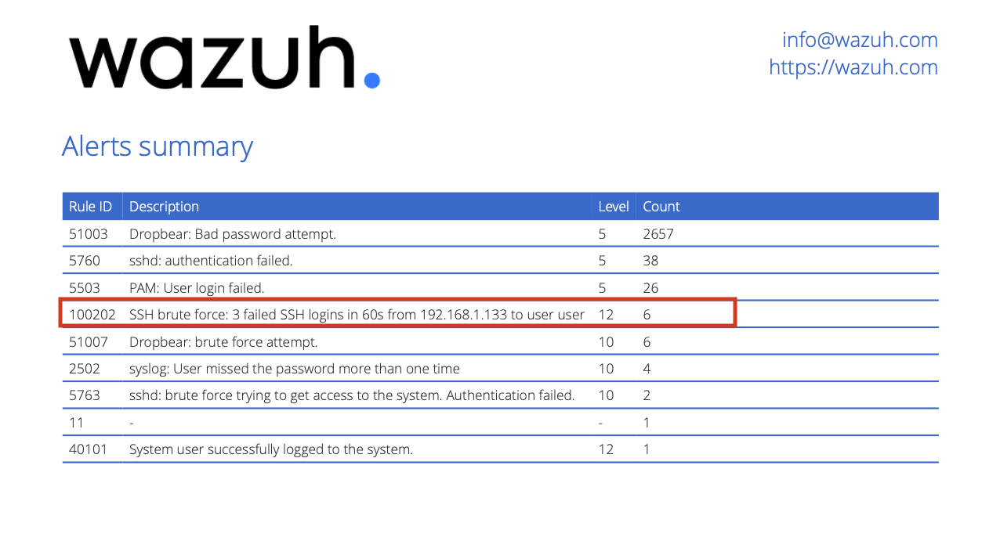 wazuh.
info@wazuh.com
https://wazuh.com
Alerts summary
Rule ID Description Level Count
51003 Dropbear: Bad password attempt. 5 2657
5760 sshd: authentication failed. 5 38
5503 PAM: User login failed. 5 26
100202 SSH brute force: 3 failed SSH logins in 60s from 192.168.1.133 to user user 12 6
51007 Dropbear: brute force attempt. 10 6
2502 syslog: User missed the password more than one time 10 4
5763 sshd: brute force trying to get access to the system. Authentication failed. 10 2
11 - - 1
40101 System user successfully logged to the system. 12 1